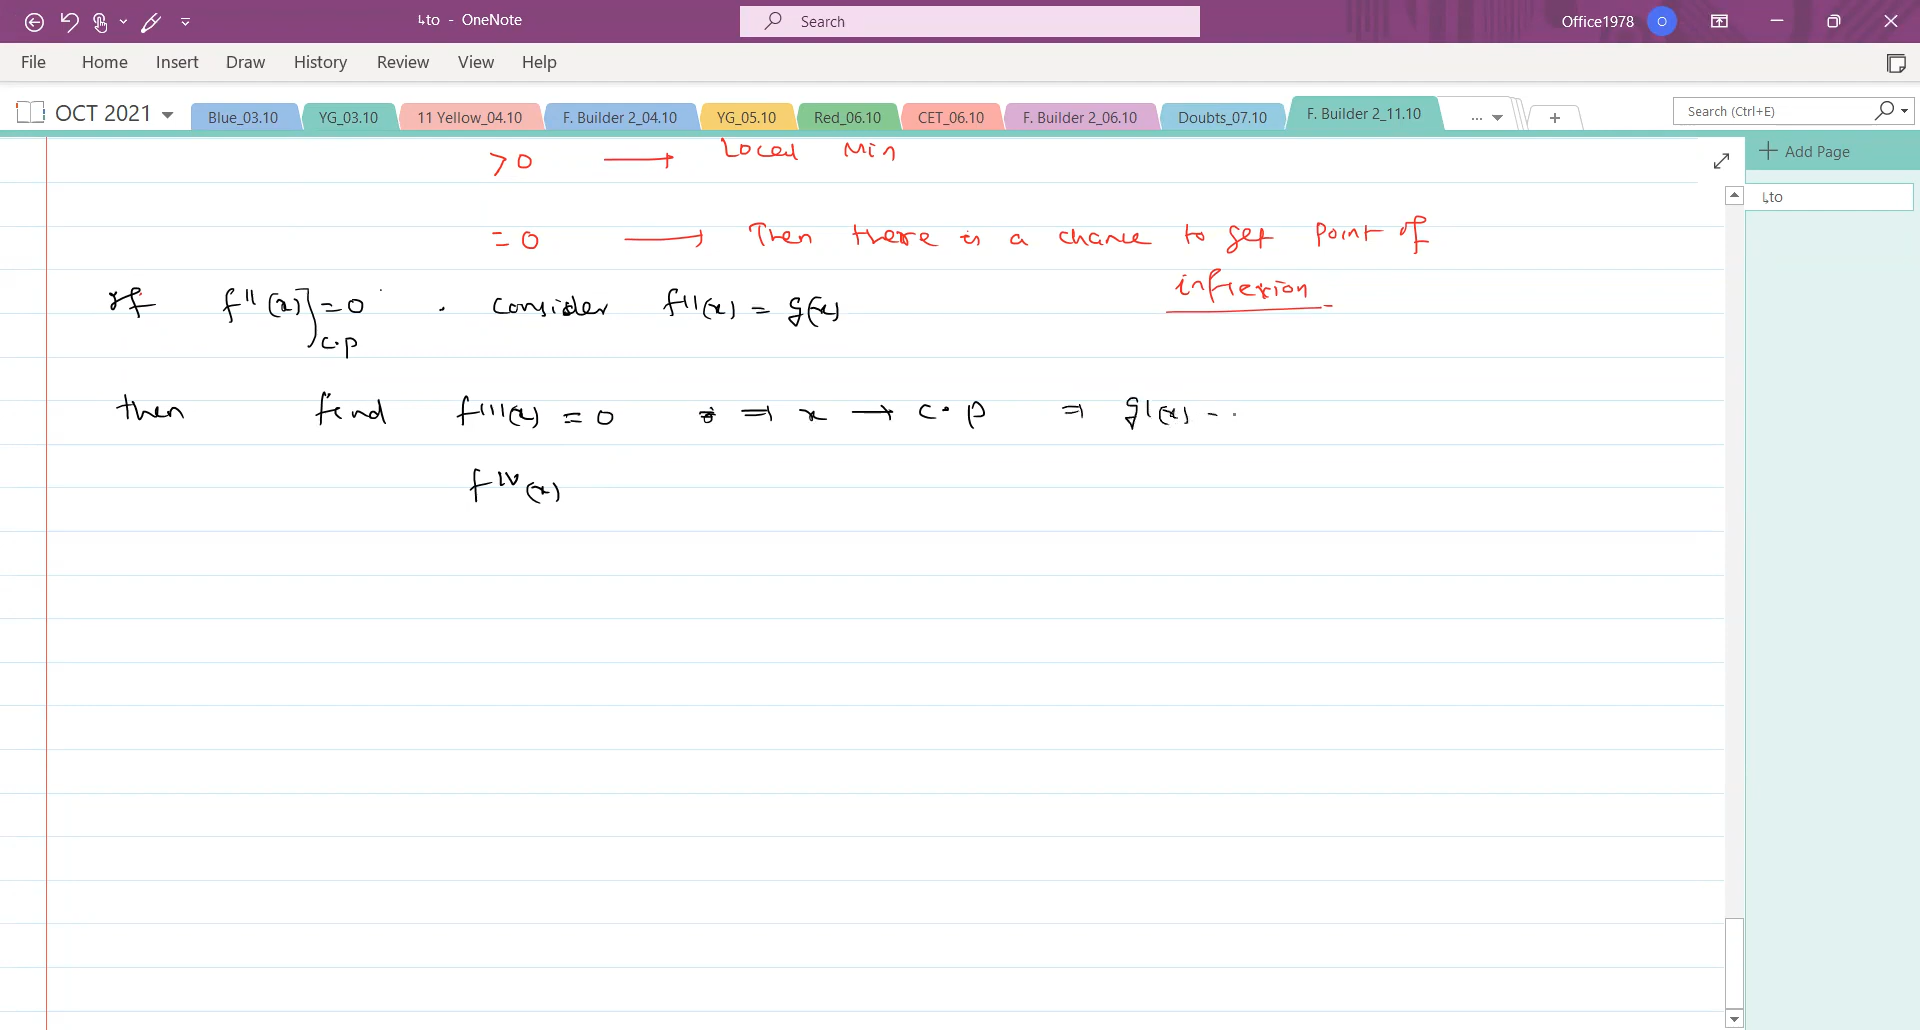 ↳to - OneNote
Search
Office1978
O
File Home Insert Draw History Review View Help
OCT 2021
Blue_03.10
YG_03.10
11 Yellow_04.10
F. Builder 2_04.10
YG_05.10
Red_06.10
CET_06.10
F. Builder 2_06.10
Doubts_07.10
F. Builder 2_11.10
...
+
Search (Ctrl+E)
+ Add Page
↳to
>0 ⟶ Local Min
=0 ⟶ Then there is a chance to get point of
inflexion
If f''(x)]c.p =0 . consider f''(x) = g(x)
then find f'''(x) = 0 ⇒ x → c.p ⇒ g'(x) - .
f^IV(x)